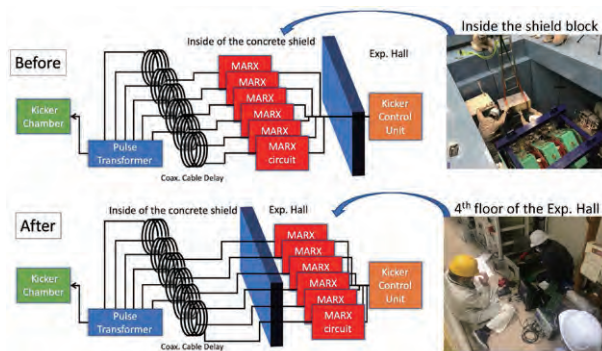 Before
Inside of the concrete shield
Exp. Hall
Inside the shield block
Kicker
Chamber
Pulse
Transformer
Coax. Cable Delay
MARX
MARX
MARX
MARX
MARX
MARX
circuit
Kicker
Control
Unit
After
Inside of the concrete shield
Exp. Hall
4th floor of the Exp. Hall
Kicker
Chamber
Pulse
Transformer
Coax. Cable Delay
MARX
MARX
MARX
MARX
MARX
MARX
circuit
Kicker
Control
Unit